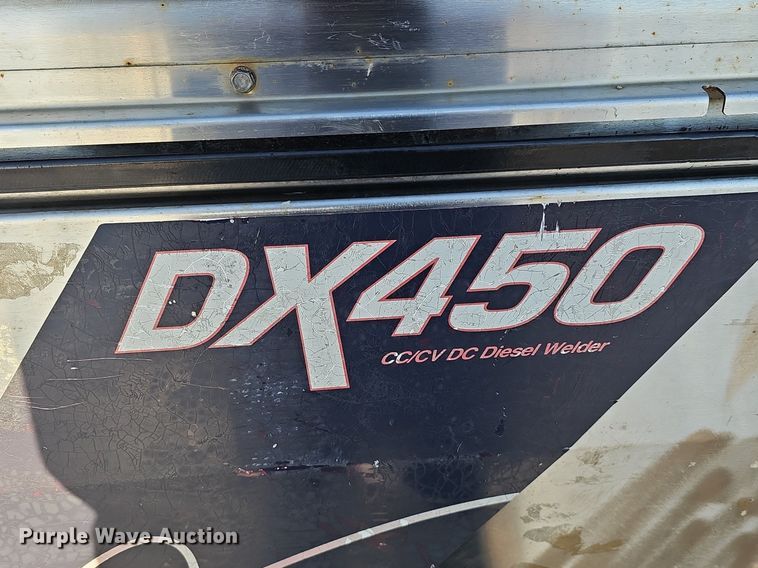 DX450
CC/CV DC Diesel Welder
Purple Wave Auction®